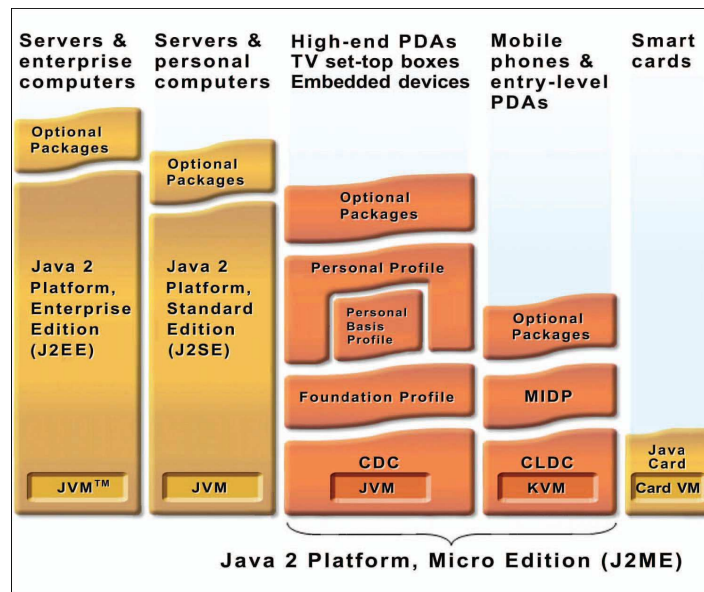 Servers &
enterprise
computers
Servers &
personal
computers
High-end PDAs
TV set-top boxes
Embedded devices
Mobile
phones &
entry-level
PDAs
Smart
cards
Optional
Packages
Java 2
Platform,
Enterprise
Edition
(J2EE)
JVM™
Optional
Packages
Java 2
Platform,
Standard
Edition
(J2SE)
JVM
Optional
Packages
Personal Profile
Personal
Basis
Profile
Foundation Profile
CDC
JVM
Optional
Packages
MIDP
CLDC
KVM
Java
Card
Card VM
Java 2 Platform, Micro Edition (J2ME)